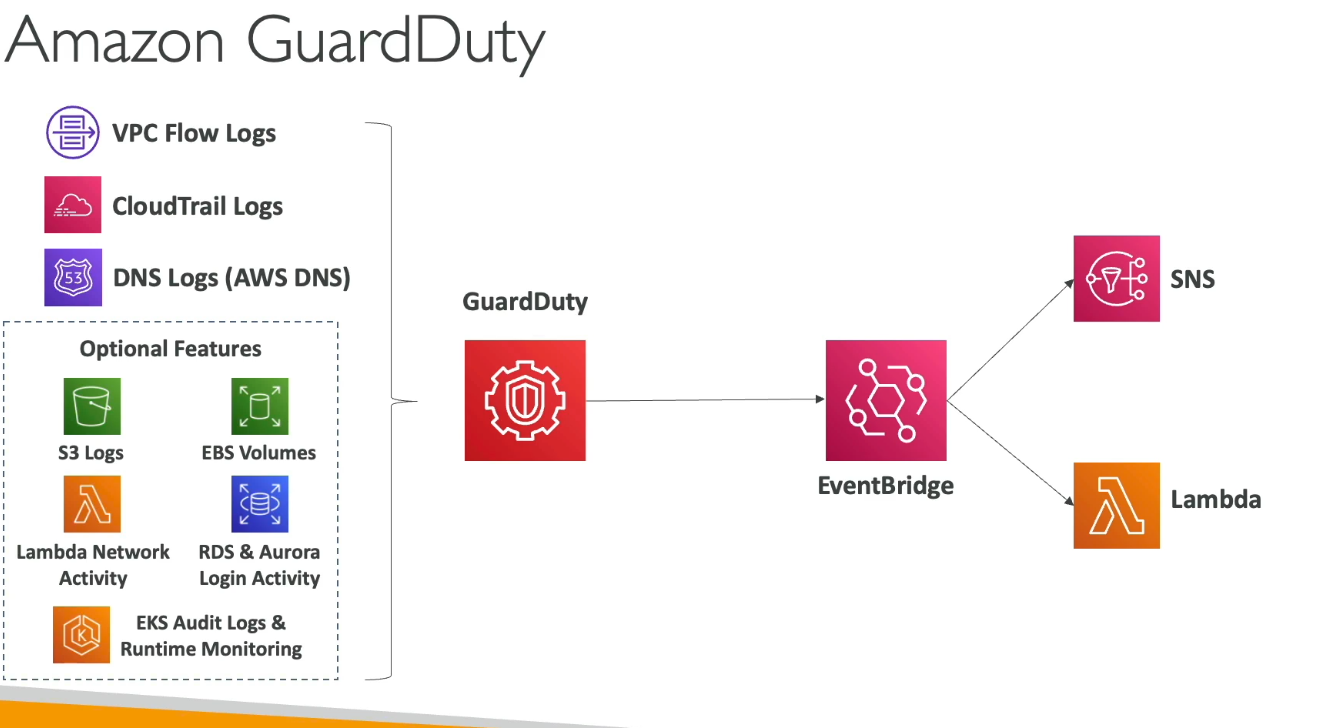 Amazon GuardDuty
VPC Flow Logs
CloudTrail Logs
53
DNS Logs (AWS DNS)
Optional Features
S3 Logs
EBS Volumes
Lambda Network
Activity
RDS & Aurora
Login Activity
K
EKS Audit Logs &
Runtime Monitoring
GuardDuty
EventBridge
SNS
Lambda